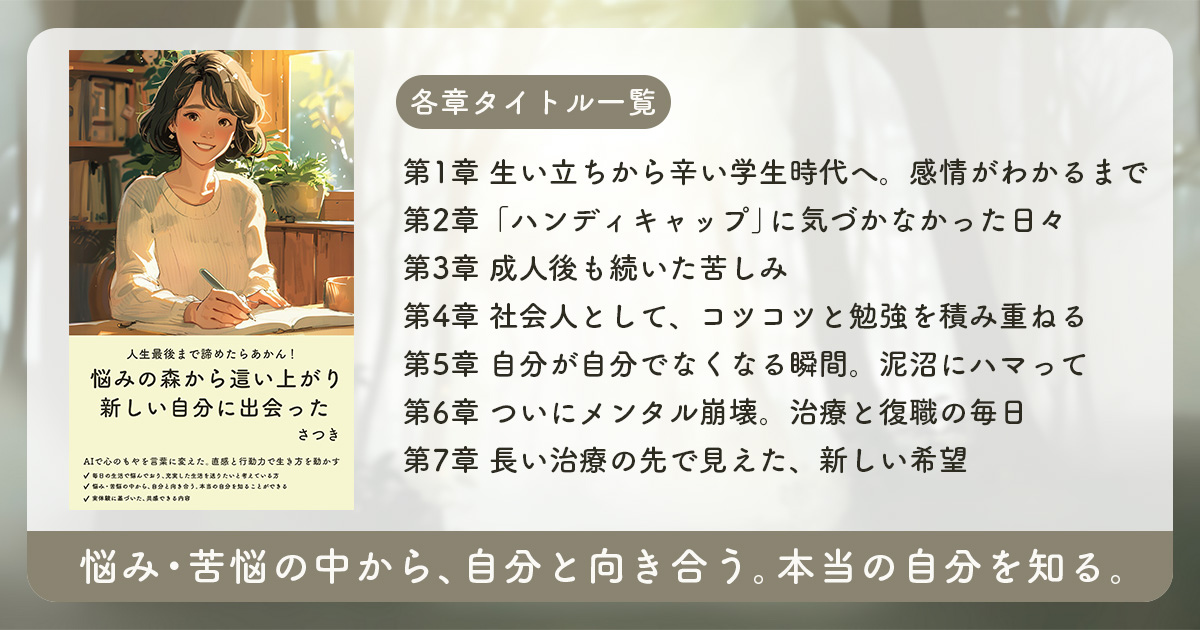 人生最後まで諦めたらあかん!
悩みの森から這い上がり
新しい自分に出会った
さつき
AIで心のもやを言葉に変えた。直感と行動力で生き方を動かす
✓ 毎日の生活で悩んでおり、充実した生活を送りたいと考えている方
✓ 悩み・苦悩の中から、自分と向き合う。本当の自分を知ることができる
✓ 実体験に基づいた、共感できる内容
各章タイトル一覧
第1章 生い立ちから辛い学生時代へ。感情がわかるまで
第2章 「ハンディキャップ」に気づかなかった日々
第3章 成人後も続いた苦しみ
第4章 社会人として、コツコツと勉強を積み重ねる
第5章 自分が自分でなくなる瞬間。泥沼にハマって
第6章 ついにメンタル崩壊。治療と復職の毎日
第7章 長い治療の先で見えた、新しい希望
悩み・苦悩の中から、自分と向き合う。本当の自分を知る。